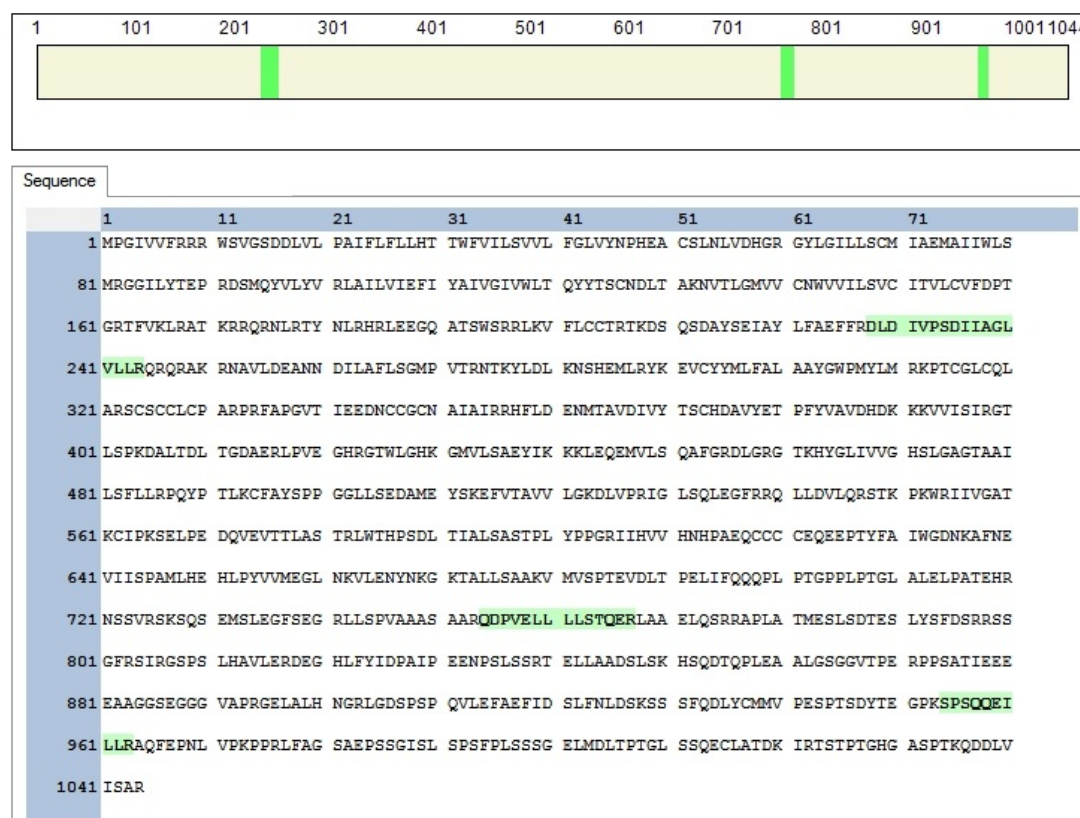 1 101 201 301 401 501 601 701 801 901 1001 1044
Sequence
1 11 21 31 41 51 61 71
1 MPGIVVFRRR WSVGSDDLVL PAIFLFLLHT TWFVILSVVL FGLVYNPHEA CSLNLVDHGR GYLGILLSCM IAEMAIIWLS
81 MRGGILYTEP RDSMQYVLYV RLAILVIEFI YAIVGIVWLT QYYTSCNDLT AKNVTLGMVV CNWVVILSVC ITVLCVFDPT
161 GRTFVKLRAT KRRQRNLRTY NLRHRLEEGQ ATSWSRRLKV FLCCTRTKDS QSDAYSEIAY LFAEFFRDLD IVPSDIIAGL
241 VLLRQRQRAK RNAVLDEANN DILAFLSGMP VTRNTKYLDL KNSHEMLRYK EVCYYMLFAL AAYGWPMYLM RKPTCGLCQL
321 ARSCSCCLCP ARPRFAPGVT IEEDNCCGCN AIAIRRHFLD ENMTAVDIVY TSCHDAVYET PFYVAVDHDK KKVVISIRGT
401 LSPKDALTDL TGDAERLPVE GHRGTWLGHK GMVLSAEYIK KKLEQEMVLS QAFGRDLGRG TKHYGLIVVG HSLGAGTAAI
481 LSFLLRPQYP TLKCFAYSPP GGLLSEDAME YSKEFVTAVV LGKDLVPRIG LSQLEGFRRQ LLDVLQRSTK PKWRIIVGAT
561 KCIPKSELPE DQVEVTTLAS TRLWTHPSDL TIALSASTPL YPPGRIIHVV HNHPAEQCCC CEQEEPTYFA IWGDNKAFNE
641 VIISPAMLHE HLPYVVMEGL NKVLENYNKG KTALLSAAKV MVSPTEVDLT PELIFQQQPL PTGPPLPTGL ALELPATEHR
721 NSSVRSKSQS EMSLEGFSEG RLLSPVAAAS AARQDPVELL LLSTQERLAA ELQSRRAPLA TMESLSDTES LYSFDSRRSS
801 GFRSIRGSPS LHAVLERDEG HLFYIDPAIP EENPSLSSRT ELLAADSLSK HSQDTQPLEA ALGSGGVTPE RPPSATIEEE
881 EAAGGSEGGG VAPRGELALH NGRLGDSPSP QVLEFAEFID SLFNLDSKSS SFQDLYCMMV PESPTSDYTE GPKSPSQQEI
961 LLRAQFEPNL VPKPPRLFAG SAEPSSGISL SPSFPLSSSG ELMDLTPTGL SSQECLATDK IRTSTPTGHG ASPTKQDDLV
1041 ISAR